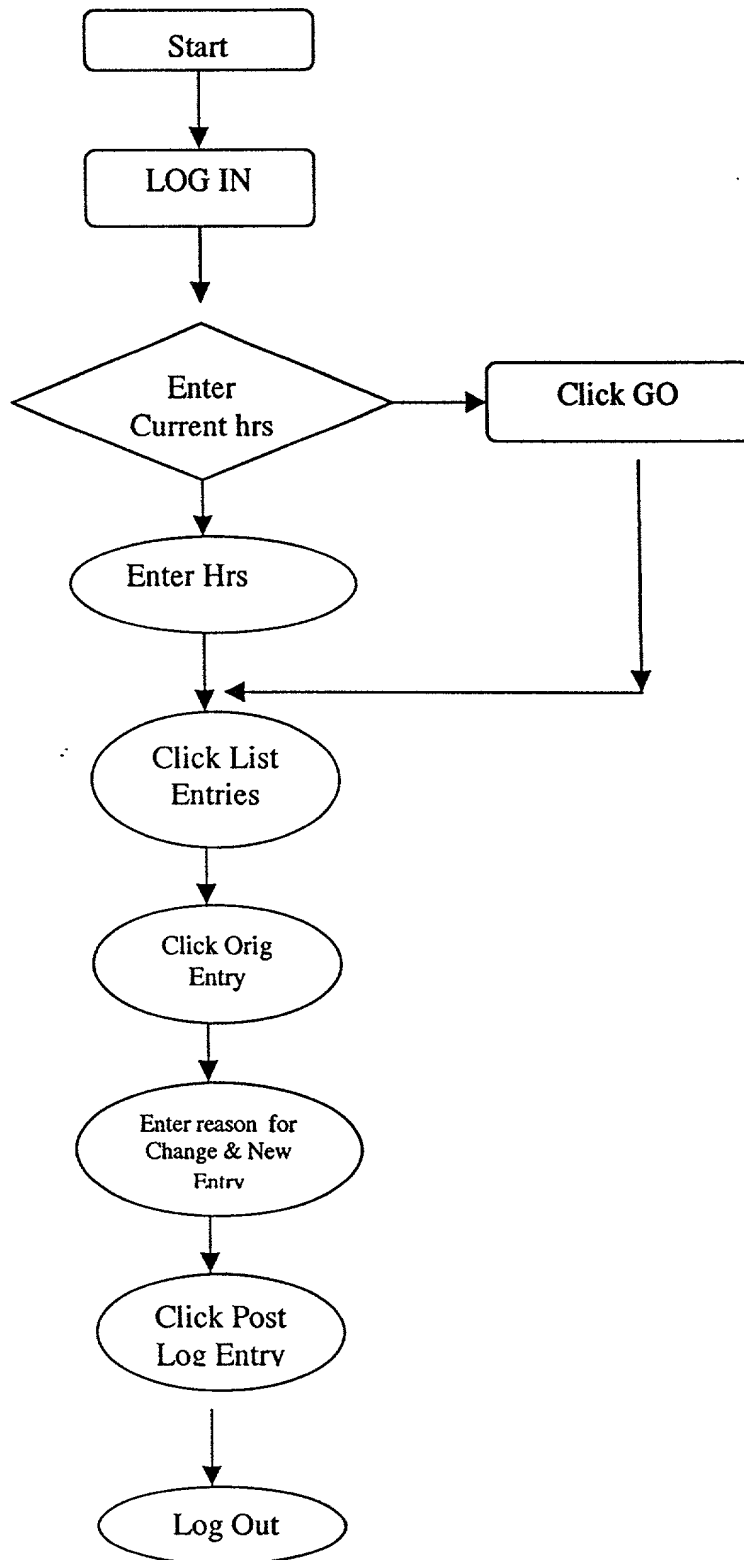 Start
LOG IN
Enter
Current hrs
Click GO
Enter Hrs
Click List
Entries
Click Orig
Entry
Enter reason for
Change & New
Entry
Click Post
Log Entry
Log Out